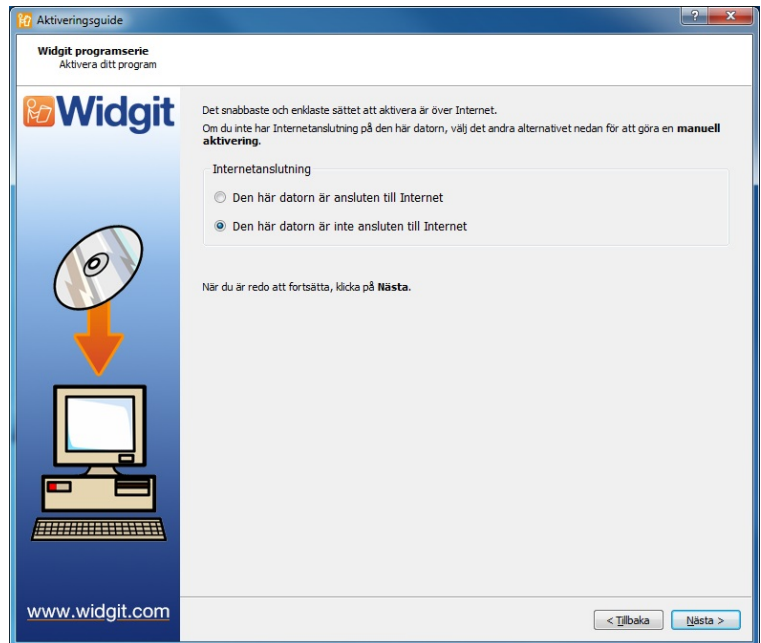 Aktiveringsguide
Widgit programserie
Aktivera ditt program
Widgit
Det snabbaste och enklaste sättet att aktivera är över Internet.
Om du inte har Internetanslutning på den här datorn, välj det andra alternativet nedan för att göra en manuell
aktivering.
Internetanslutning
Den här datorn är ansluten till Internet
Den här datorn är inte ansluten till Internet
När du är redo att fortsätta, klicka på Nästa.
www.widgit.com
< Tilbaka
Nästa >